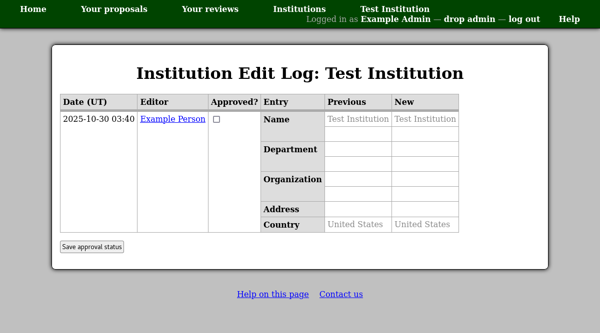 Home Your proposals Your reviews Institutions Test Institution
Logged in as Example Admin — drop admin — log out Help
Institution Edit Log: Test Institution
Date (UT) Editor Approved? Entry Previous New
2025-10-30 03:40 Example Person Name Test Institution Test Institution
Department
Organization
Address
Country United States United States
Save approval status
Help on this page Contact us